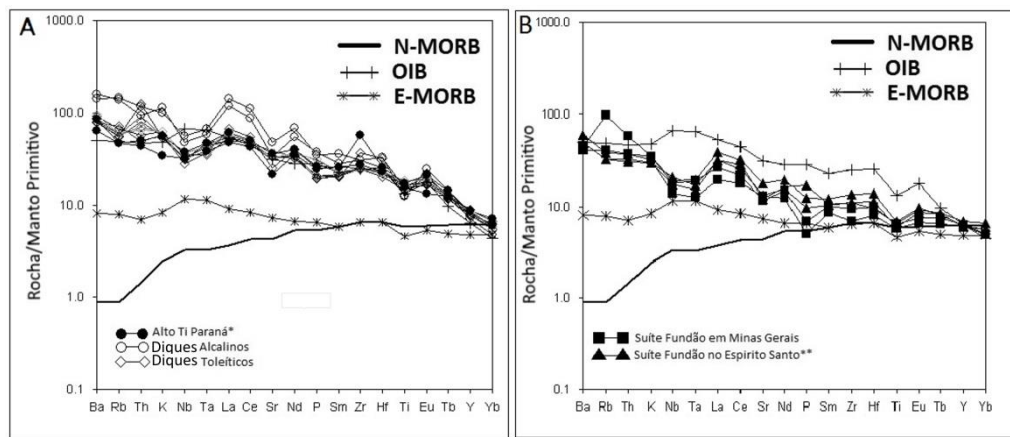 A
N-MORB
OIB
E-MORB
Rocha/Manto Primitivo
1000.0
100.0
10.0
1.0
0.1
Alto Ti Paraná*
Diques Alcalinos
Diques Toleíticos
Ba Rb Th K Nb Ta La Ce Sr Nd P Sm Zr Hf Ti Eu Tb Y Yb
B
N-MORB
OIB
E-MORB
Rocha/Manto Primitivo
1000.0
100.0
10.0
1.0
0.1
Suíte Fundão em Minas Gerais
Suíte Fundão no Espirito Santo**
Ba Rb Th K Nb Ta La Ce Sr Nd P Sm Zr Hf Ti Eu Tb Y Yb